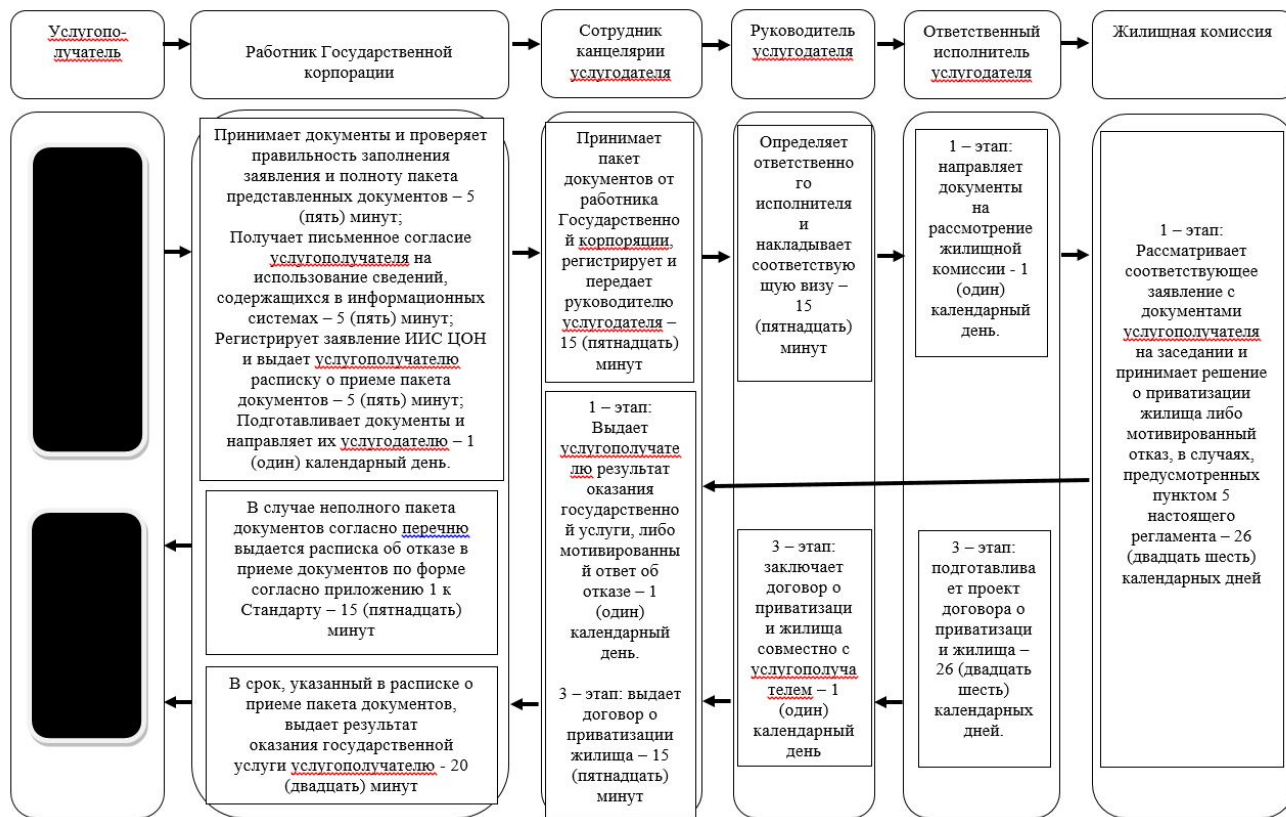 Услугопо-
лучатель
Работник Государственной
корпорации
Сотрудник
канцелярии
услугодателя
Руководитель
услугодателя
Ответственный
исполнитель
услугодателя
Жилищная комиссия
Принимает документы и проверяет
правильность заполнения
заявления и полноту пакета
представленных документов – 5
(пять) минут;
Получает письменное согласие
услугополучателя на
использование сведений,
содержащихся в информационных
системах – 5 (пять) минут;
Регистрирует заявление ИИС ЦОН
и выдает услугополучателю
расписку о приеме пакета
документов – 5 (пять) минут;
Подготавливает документы и
направляет их услугодателю – 1
(один) календарный день.
В случае неполного пакета
документов согласно перечню
выдается расписка об отказе в
приеме документов по форме
согласно приложению 1 к
Стандарту – 15 (пятнадцать)
минут
В срок, указанный в расписке о
приеме пакета документов,
выдает результат
оказания государственной
услуги услугополучателю - 20
(двадцать) минут
Принимает
пакет
документов от
работника
Государственно
й корпоряции,
регистрирует и
передает
руководителю
услугодателя –
15 (пятнадцать)
минут
1 – этап:
Выдает
услугополучате
лю результат
оказания
государственно
й услуги, либо
мотивированны
й ответ об
отказе – 1
(один)
календарный
день.
3 – этап: выдает
договор о
приватизации
жилища – 15
(пятнадцать)
минут
Определяет
ответственно
го
исполнителя
и
накладывает
соответствую
щую визу –
15
(пятнадцать)
минут
3 – этап:
заключает
договор о
приватизаци
и жилища
совместно с
услугополуча
телем – 1
(один)
календарный
день
1 – этап:
направляет
документы
на
рассмотрение
жилищной
комиссии - 1
(один)
календарный
день.
3 – этап:
подготавлива
ет проект
договора о
приватизаци
и жилища –
26 (двадцать
шесть)
календарных
дней.
1 – этап:
Рассматривает
соответствующее
заявление с
документами
услугополучателя
на заседании и
принимает решение
о приватизации
жилища либо
мотивированный
отказ, в случаях,
предусмотренных
пунктом 5
настоящего
регламента – 26
(двадцать шесть)
календарных дней